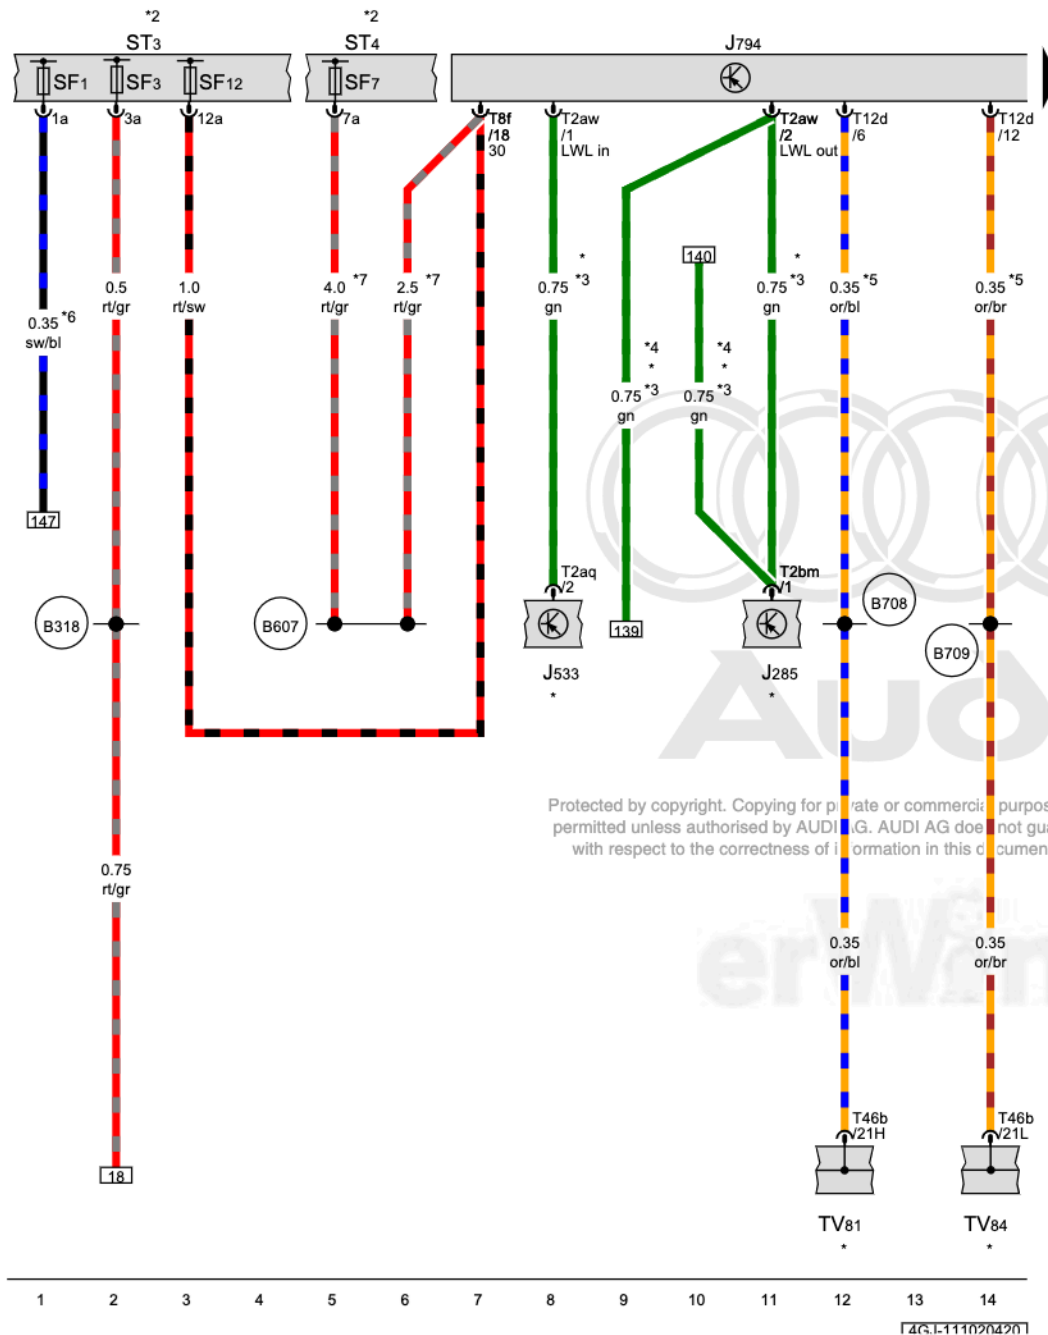 *2 *2
ST3 ST4 J794
SF1 SF3 SF12 SF7
1a 3a 12a 7a T8f T2aw T2aw T12d T12d
/18 /1 /2 /6 /12
30 LWL in LWL out
140
* *
0.5 1.0 4.0 *7 2.5 *7 0.75 *3 0.75 *3 0.35 *5 0.35 *5
rt/gr rt/sw rt/gr rt/gr gn gn or/bl or/br
0.35 *6
sw/bl
*4 *4
* *
0.75 *3 0.75 *3
gn gn
147
T2aq T2bm
/2 /1
B318 B607 139 B708
B709
J533 J285
* *
Audi
Protected by copyright. Copying for private or commercial purpos
permitted unless authorised by AUDI AG. AUDI AG does not gua
with respect to the correctness of information in this documen
0.75
rt/gr
erWin
0.35 0.35
or/bl or/br
T46b T46b
/21H /21L
18
TV81 TV84
* *
1 2 3 4 5 6 7 8 9 10 11 12 13 14
4GJ-111020420